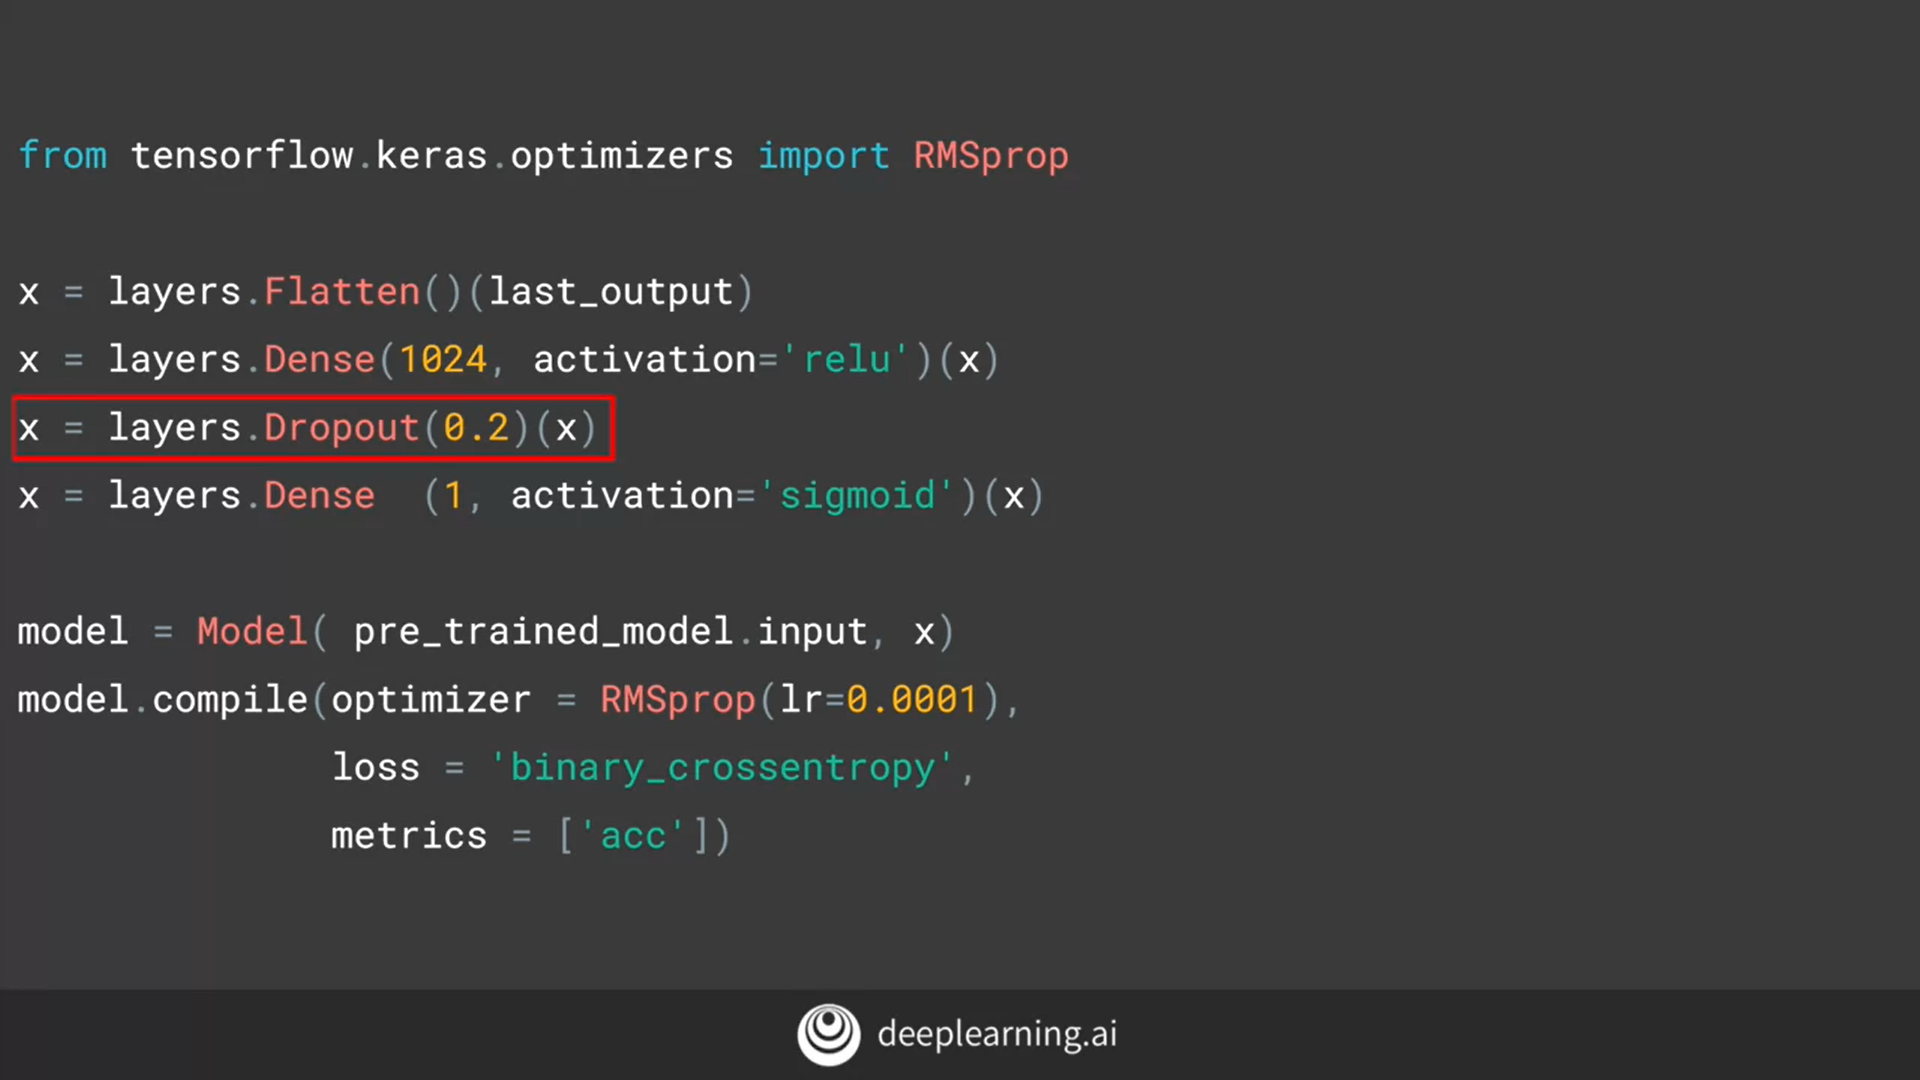 from tensorflow.keras.optimizers import RMSprop
x = layers.Flatten()(last_output)
x = layers.Dense(1024, activation='relu')(x)
x = layers.Dropout(0.2)(x)
x = layers.Dense  (1, activation='sigmoid')(x)
model = Model( pre_trained_model.input, x)
model.compile(optimizer = RMSprop(lr=0.0001),
              loss = 'binary_crossentropy',
              metrics = ['acc'])
deeplearning.ai